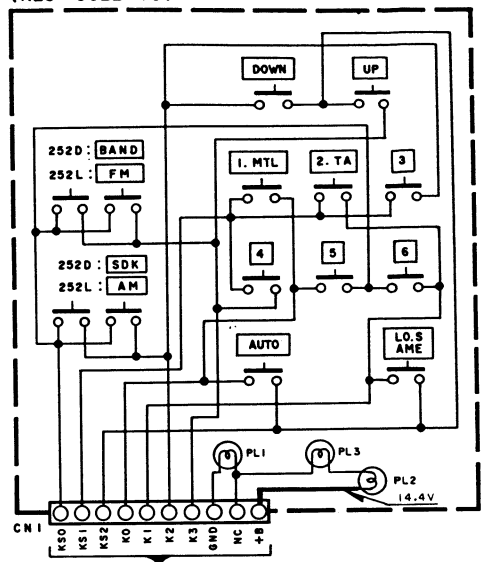 DOWN
UP
252D: BAND
252L: FM
1. MTL
2. TA
3
252D: SDK
252L: AM
4
5
6
AUTO
LO.S
AME
PL1
PL3
PL2
14.4V
CN1
KS0
KS1
KS2
K0
K1
K2
K3
GND
NC
+B